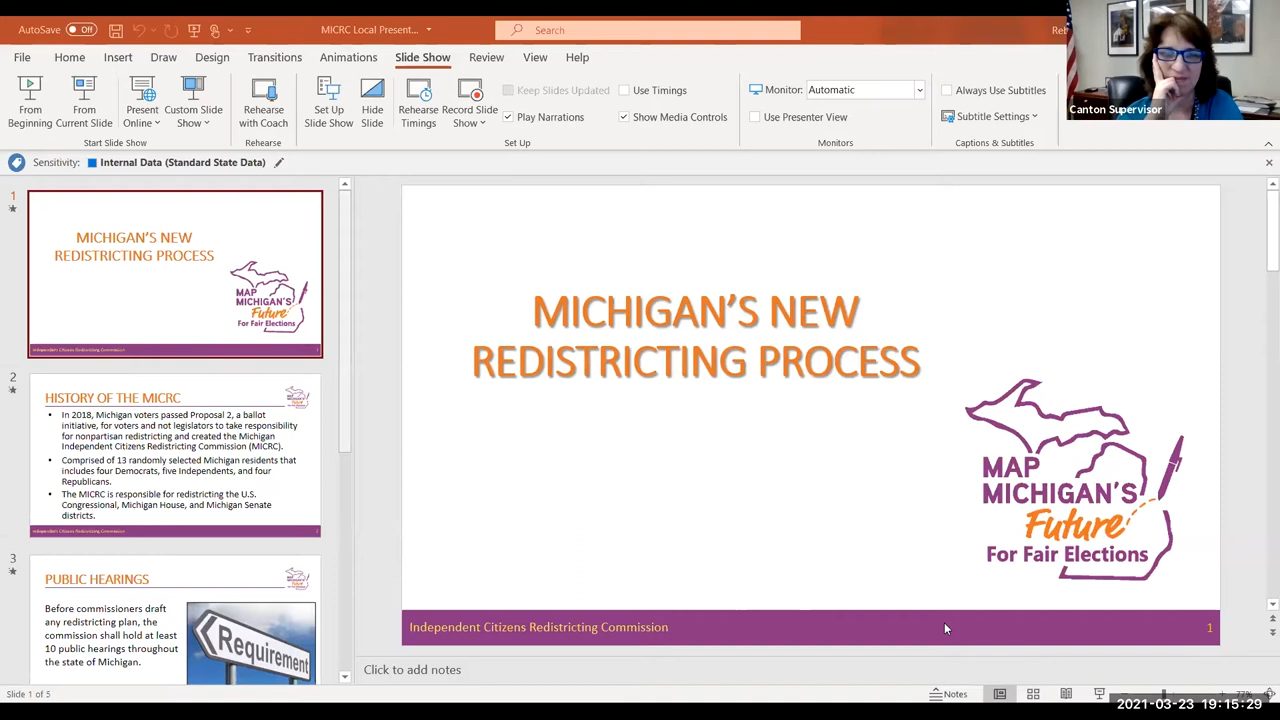 AutoSave Off MICRC Local Present... Search
File Home Insert Draw Design Transitions Animations Slide Show Review View Help
Canton Supervisor
From Beginning
From Current Slide
Present Online
Custom Slide Show
Rehearse with Coach
Set Up Slide Show
Hide Slide
Rehearse Timings
Record Slide Show
Keep Slides Updated Use Timings
Play Narrations Show Media Controls
Monitor: Automatic
Use Presenter View
Always Use Subtitles
Subtitle Settings
Start Slide Show Rehearse Set Up Monitors Captions & Subtitles
Sensitivity: Internal Data (Standard State Data)
1
MICHIGAN'S NEW
REDISTRICTING PROCESS
MAP
MICHIGAN'S
Future
For Fair Elections
Independent Citizens Redistricting Commission
2
HISTORY OF THE MICRC
• In 2018, Michigan voters passed Proposal 2, a ballot
initiative, for voters and not legislators to take responsibility
for nonpartisan redistricting and created the Michigan
Independent Citizens Redistricting Commission (MICRC).
• Comprised of 13 randomly selected Michigan residents that
includes four Democrats, five Independents, and four
Republicans.
• The MICRC is responsible for redistricting the U.S.
Congressional, Michigan House, and Michigan Senate
districts.
Independent Citizens Redistricting Commission
3
PUBLIC HEARINGS
Before commissioners draft
any redistricting plan, the
commission shall hold at least
10 public hearings throughout
the state of Michigan.
Requirement
MICHIGAN'S NEW
REDISTRICTING PROCESS
MAP
MICHIGAN'S
Future
For Fair Elections
Independent Citizens Redistricting Commission 1
Click to add notes
Slide 1 of 5 Notes 77%
2021-03-23 19:15:29